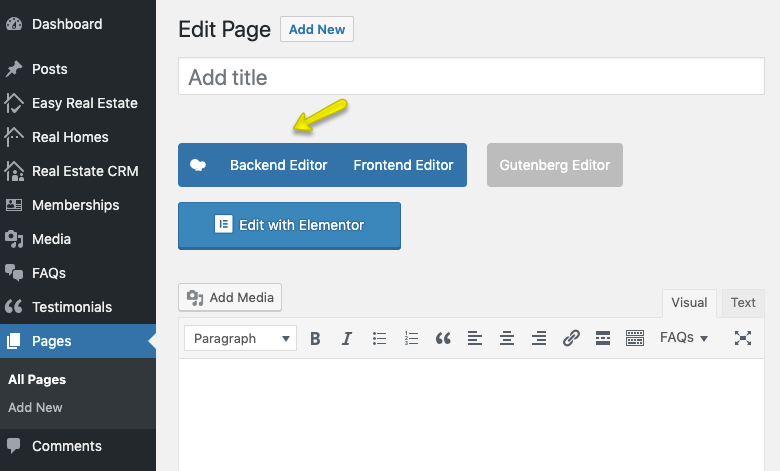 Dashboard
Posts
Easy Real Estate
Real Homes
Real Estate CRM
Memberships
Media
FAQs
Testimonials
Pages
All Pages
Add New
Comments
Edit Page Add New
Add title
Backend Editor Frontend Editor Gutenberg Editor
Edit with Elementor
Add Media Visual Text
Paragraph B I FAQs